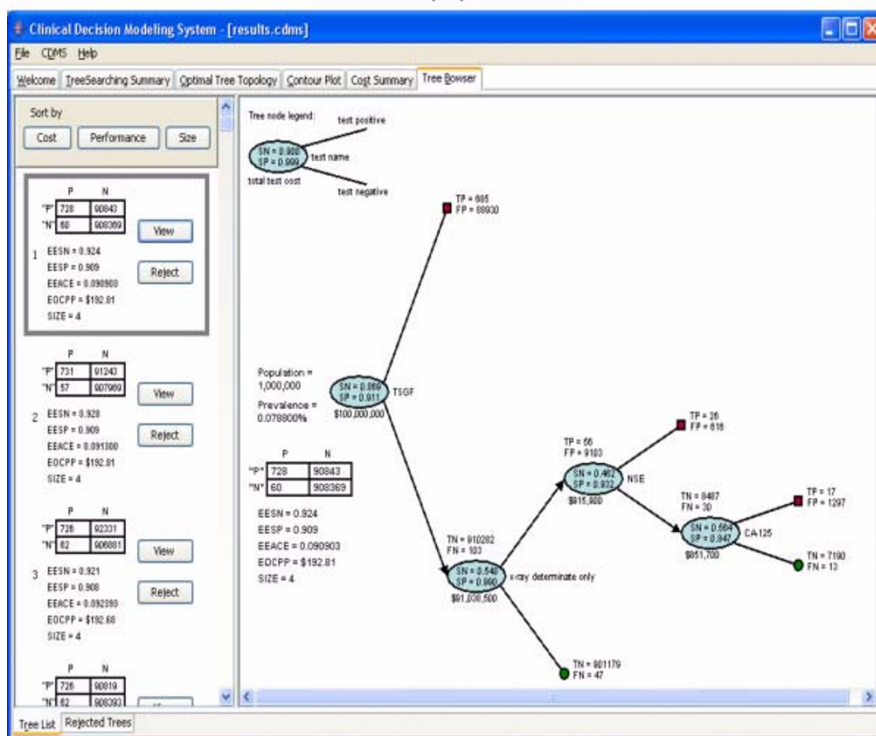 Clinical Decision Modeling System - [results.cdms]
File CDMS Help
Welcome TreeSearching Summary Optimal Tree Topology Contour Plot Cost Summary Tree Bowser
Sort by
Cost Performance Size
P N
"P" 728 90843
"N" 60 908369
View
1
EESN = 0.924
EESP = 0.909
EEACE = 0.090903
Reject
EOCPP = $192.81
SIZE = 4
P N
"P" 731 91243
"N" 57 907969
View
2
EESN = 0.928
EESP = 0.909
EEACE = 0.091300
Reject
EOCPP = $192.81
SIZE = 4
P N
"P" 726 92331
"N" 62 906881
View
3
EESN = 0.921
EESP = 0.908
EEACE = 0.092393
Reject
EOCPP = $192.68
SIZE = 4
P N
"P" 726 90819
"N" 62 908393
Tree List Rejected Trees
Tree node legend:
test positive
SN = 0.900
SP = 0.999
test name
total test cost
test negative
TP = 685
FP = 88930
Population =
1,000,000
Prevalence =
0.078800%
SN = 0.869
SP = 0.911
TSGF
$100,000,000
P N
"P" 728 90843
"N" 60 908369
EESN = 0.924
EESP = 0.909
EEACE = 0.090903
EOCPP = $192.81
SIZE = 4
TN = 910282
FN = 103
SN = 0.540
SP = 0.990
x-ray determinate only
$91,038,500
TP = 56
FP = 9103
SN = 0.462
SP = 0.932
NSE
$915,900
TP = 26
FP = 616
TN = 8487
FN = 30
SN = 0.564
SP = 0.847
CA-125
$851,700
TP = 17
FP = 1297
TN = 7190
FN = 13
TN = 901179
FN = 47